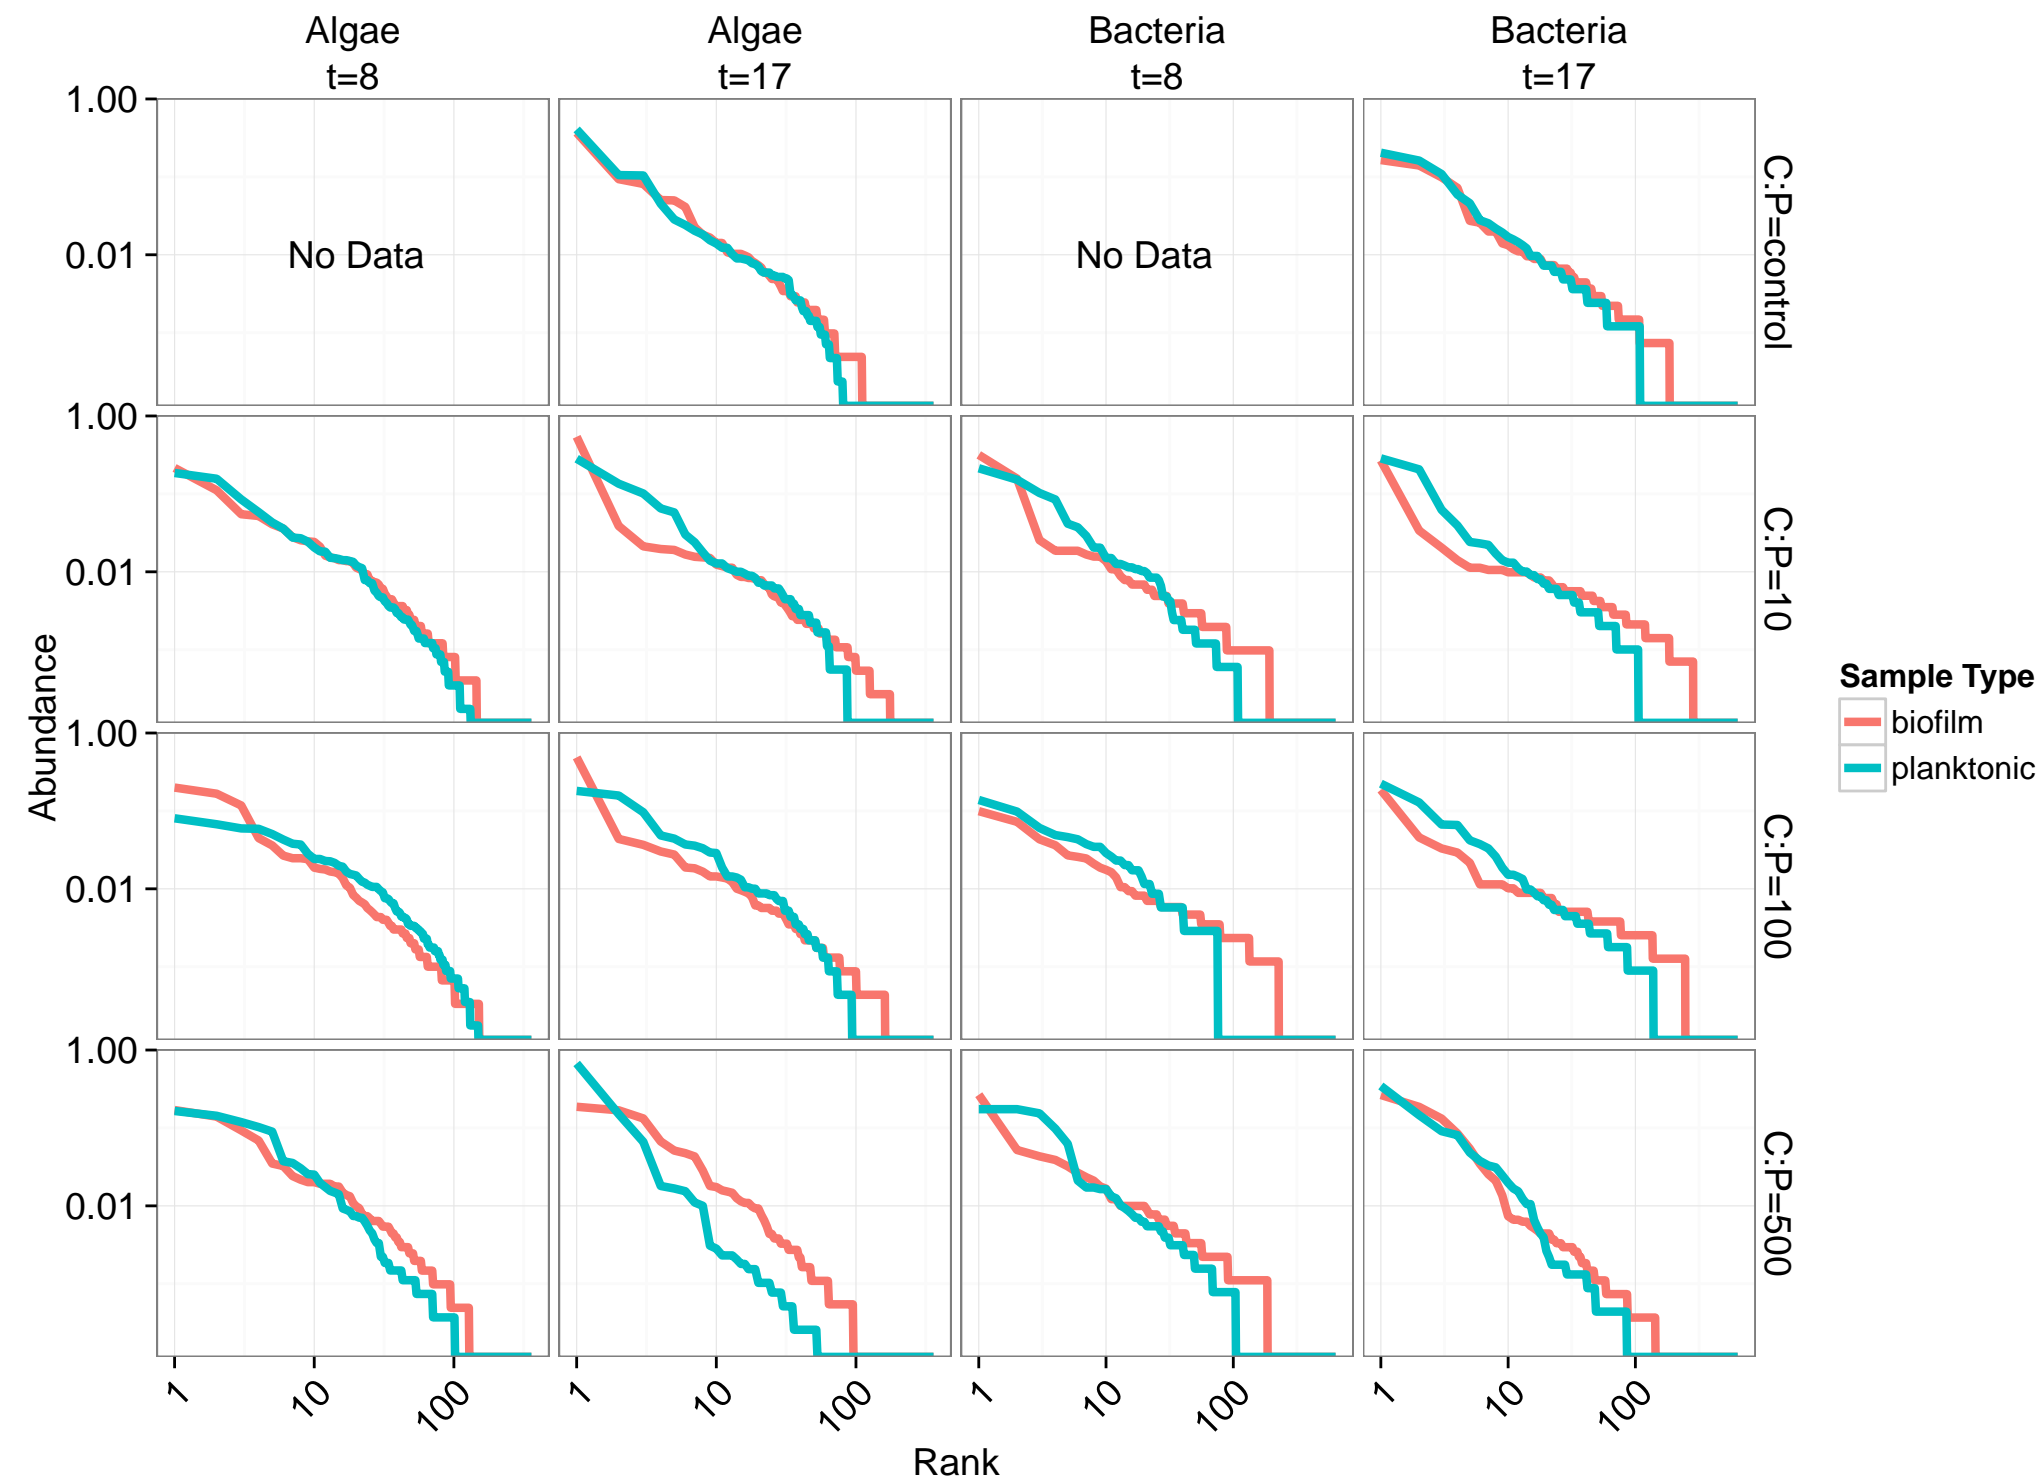 Algae Algae Bacteria Bacteria
t=8 t=17 t=8 t=17
1.00
0.01
No Data
No Data
C:P=control
1.00
0.01
C:P=10
1.00
0.01
C:P=100
1.00
0.01
C:P=500
Abundance
1 10 100 1 10 100 1 10 100 1 10 100
Rank
Sample Type
biofilm
planktonic